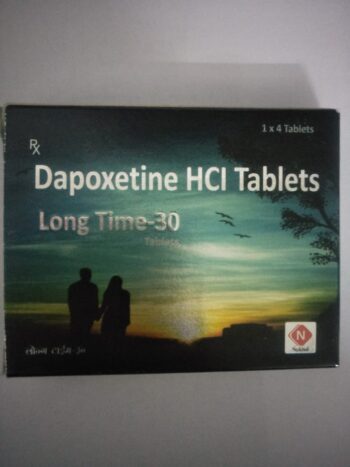 1 x 4 Tablets
Rx
Dapoxetine HCl Tablets
Long Time-30
Tablets
N